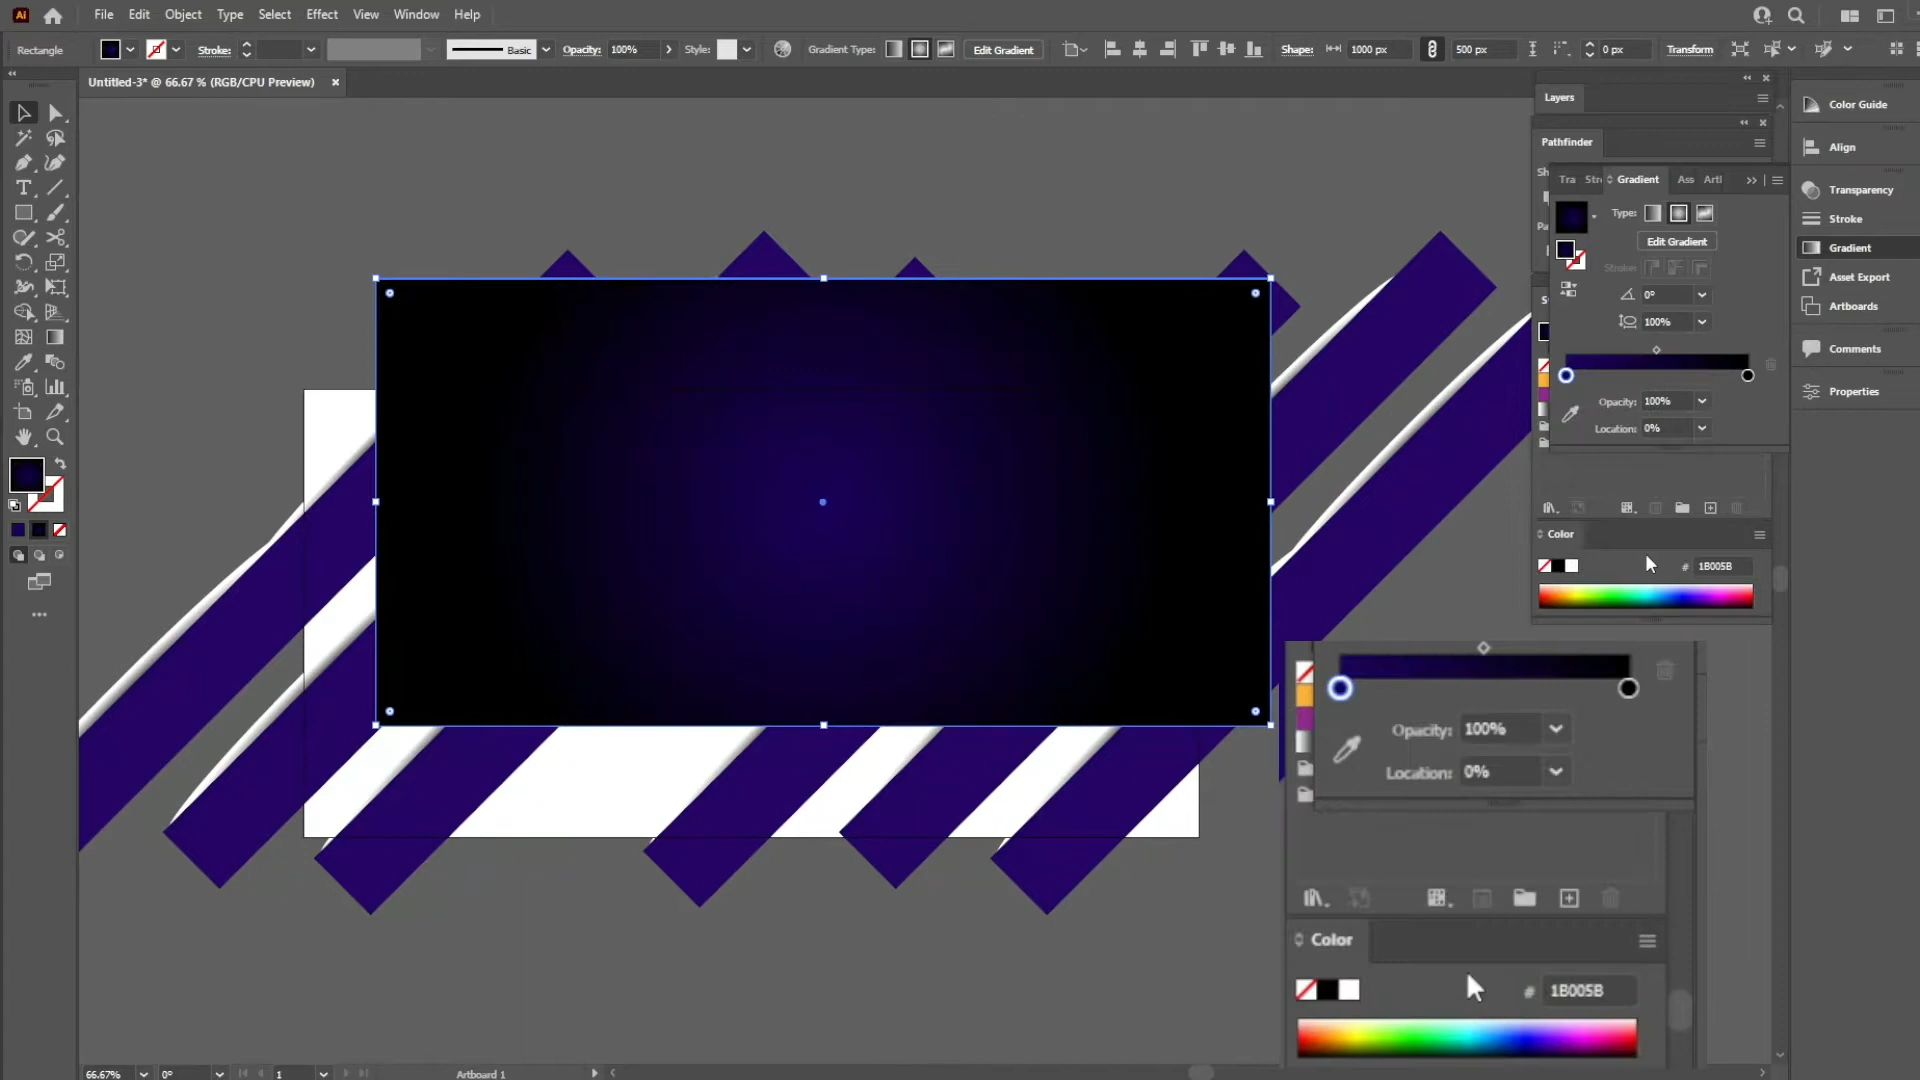 Ai File Edit Object Type Select Effect View Window Help
Rectangle Stroke: Basic Opacity: 100% Style: Gradient Type: Edit Gradient Shape: 1000 px 500 px 0 px Transform
Untitled-3* @ 66.67 % (RGB/CPU Preview) ×
Layers
Pathfinder
Tra Stro Gradient Ass Artl
Type:
Edit Gradient
Stroke:
0°
100%
Opacity: 100%
Location: 0%
Color
# 1B005B
Color Guide
Align
Transparency
Stroke
Gradient
Asset Export
Artboards
Comments
Properties
Opacity: 100%
Location: 0%
Color
# 1B005B
66.67% 0° 1 Artboard 1